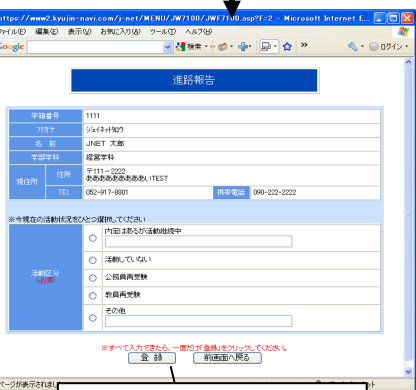 https://www2.kyujin-navi.com/j-net/MENU/JW7100/JWF7100.asp?F=2 - Microsoft Internet E...
ァイル(F) 編集(E) 表示(V) お気に入り(A) ツール(T) ヘルプ(H)
Google 検索 ログイン
進路報告
学籍番号 1111
フリガナ ジェイネットタロウ
名 前 JNET 太郎
学部学科 経営学科
現住所 住所 〒111-2222
ああああああああい、TEST
TEL 052-917-8801 携帯電話 090-222-2222
※今現在の活動状況をひとつ選択してください
活動区分
(必須)
内定はあるが活動継続中
活動していない
公務員再受験
教員再受験
その他
※すべて入力できたら、一度だけ「登録」をクリックしてください。
登 録 前画面へ戻る
ページが表示されまし